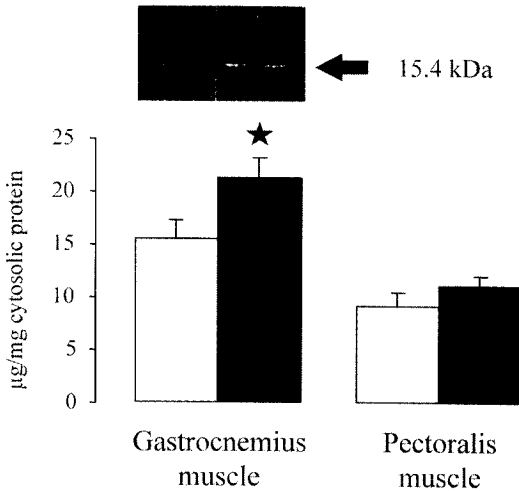 15.4 kDa
µg/mg cytosolic protein
25
20
15
10
5
0
Gastrocnemius
muscle
Pectoralis
muscle